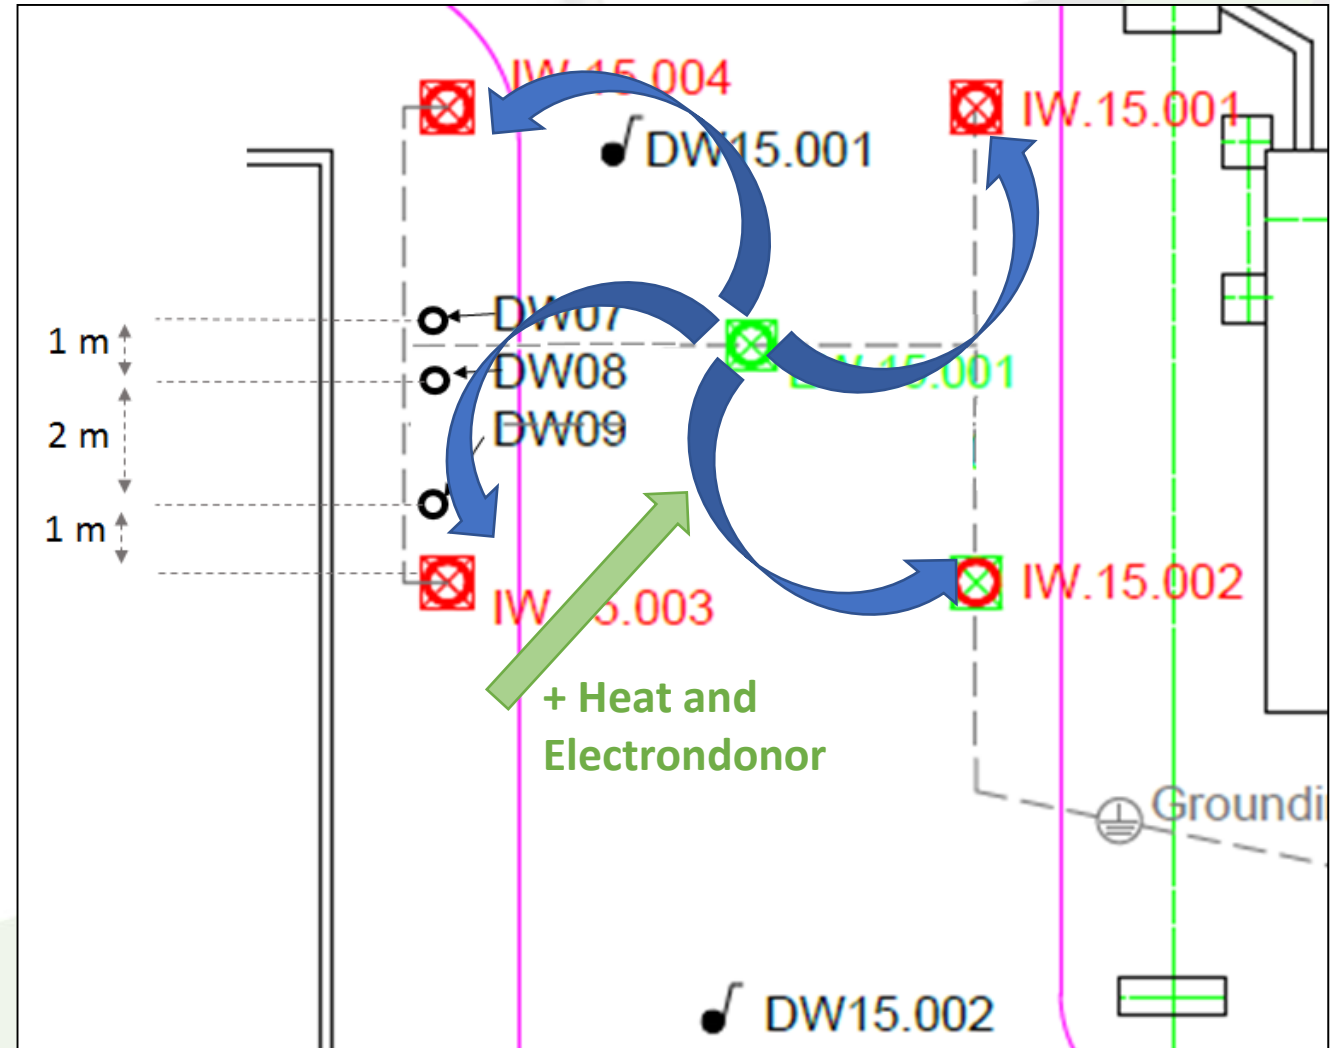 IW.15.004
IW.15.001
DW15.001
DW07
1 m
DW08
2 m
DW09
1 m
IW.15.002
+ Heat and
Electrondonor
DW15.002